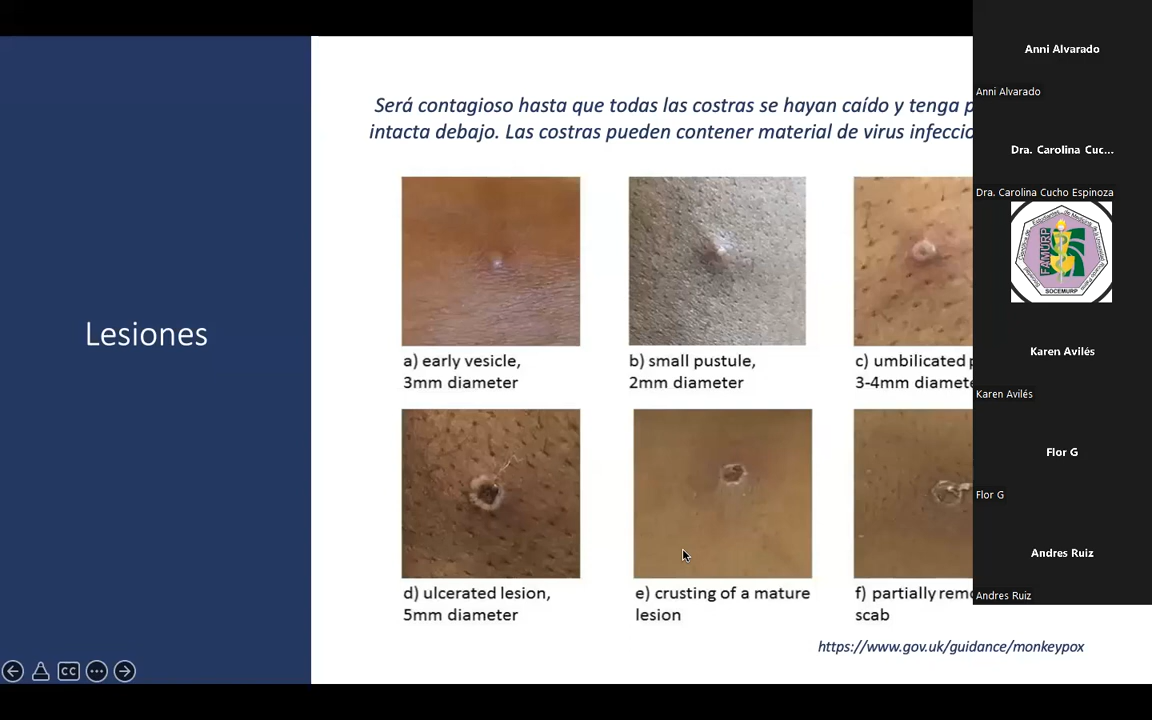 Será contagioso hasta que todas las costras se hayan caído y tenga
intacta debajo. Las costras pueden contener material de virus
Lesiones
a) early vesicle,
3mm diameter
b) small pustule,
2mm diameter
c) umbilicated
3-4mm
d) ulcerated lesion,
5mm diameter
e) crusting of a mature
lesion
f) partially
scab
https://www.gov.uk/guidance/monkeypox
CC
Anni Alvarado
Anni Alvarado
Dra. Carolina Cuc...
Dra. Carolina Cucho Espinoza
FAMURP
SOCEMURP
Karen Avilés
Karen Avilés
Flor G
Flor G
Andres Ruiz
Andres Ruiz